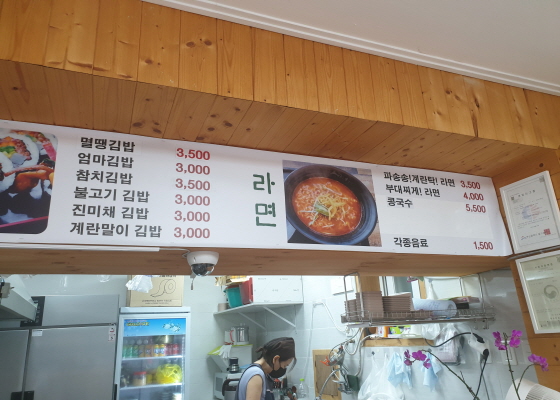 멸땡김밥 3,500
엄마김밥 3,000
참치김밥 3,500
불고기 김밥 3,000
진미채 김밥 3,000
계란말이 김밥 3,000
라면
파송송!계란탁! 라면 3,500
부대찌게! 라면 4,000
콩국수 5,500
각종음료 1,500